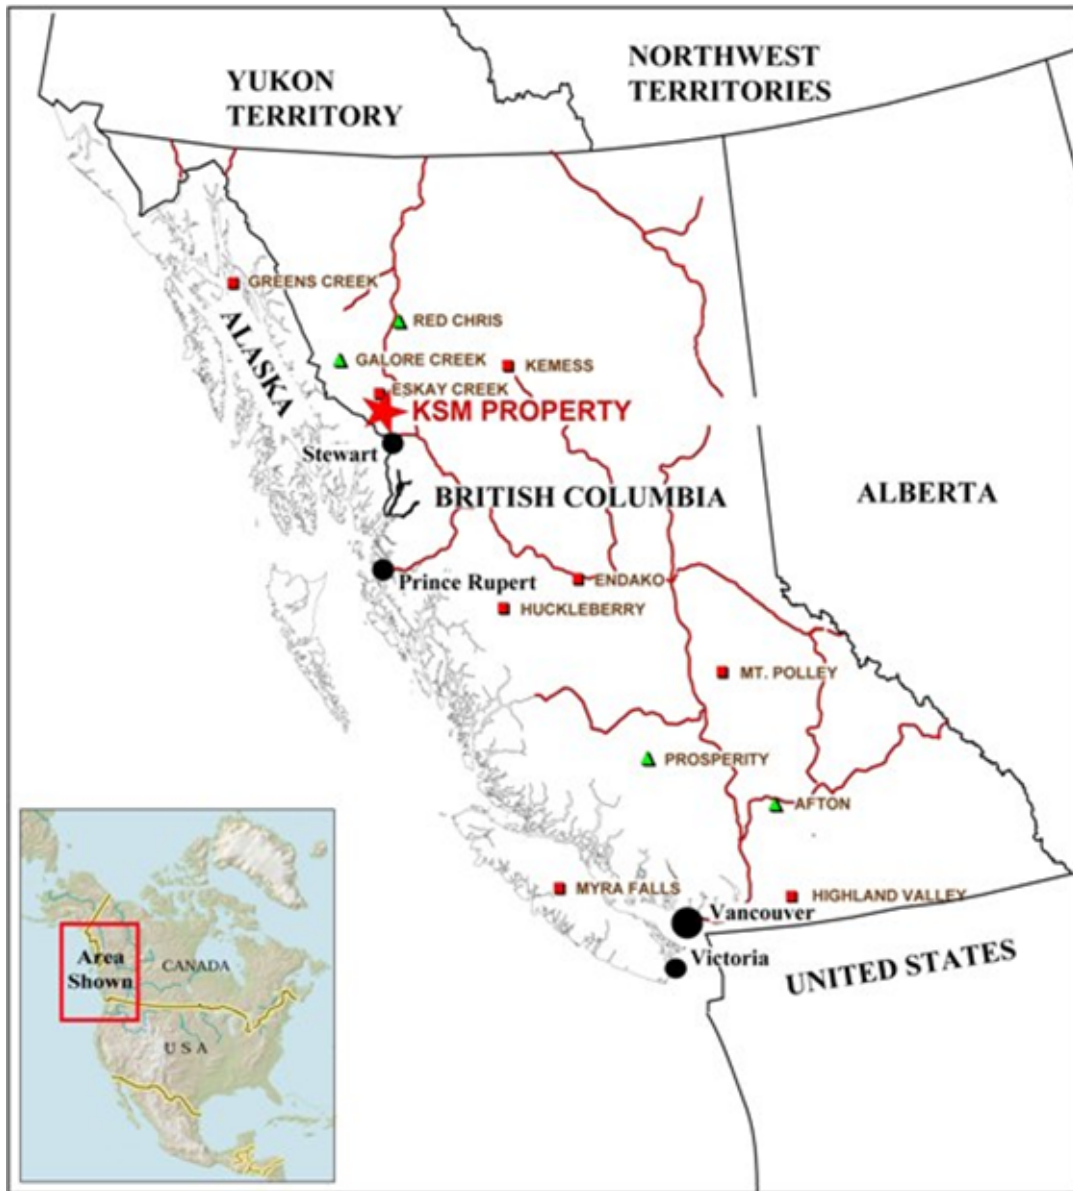 YUKON
TERRITORY
NORTHWEST
TERRITORIES
GREENS CREEK
ALASKA
RED CHRIS
GALORE CREEK
KEMESS
ESKAY CREEK
KSM PROPERTY
Stewart
BRITISH COLUMBIA
ALBERTA
Prince Rupert
ENDAKO
HUCKLEBERRY
MT. POLLEY
PROSPERITY
AFTON
MYRA FALLS
HIGHLAND VALLEY
Vancouver
Victoria
UNITED STATES
Area
Shown
CANADA
USA